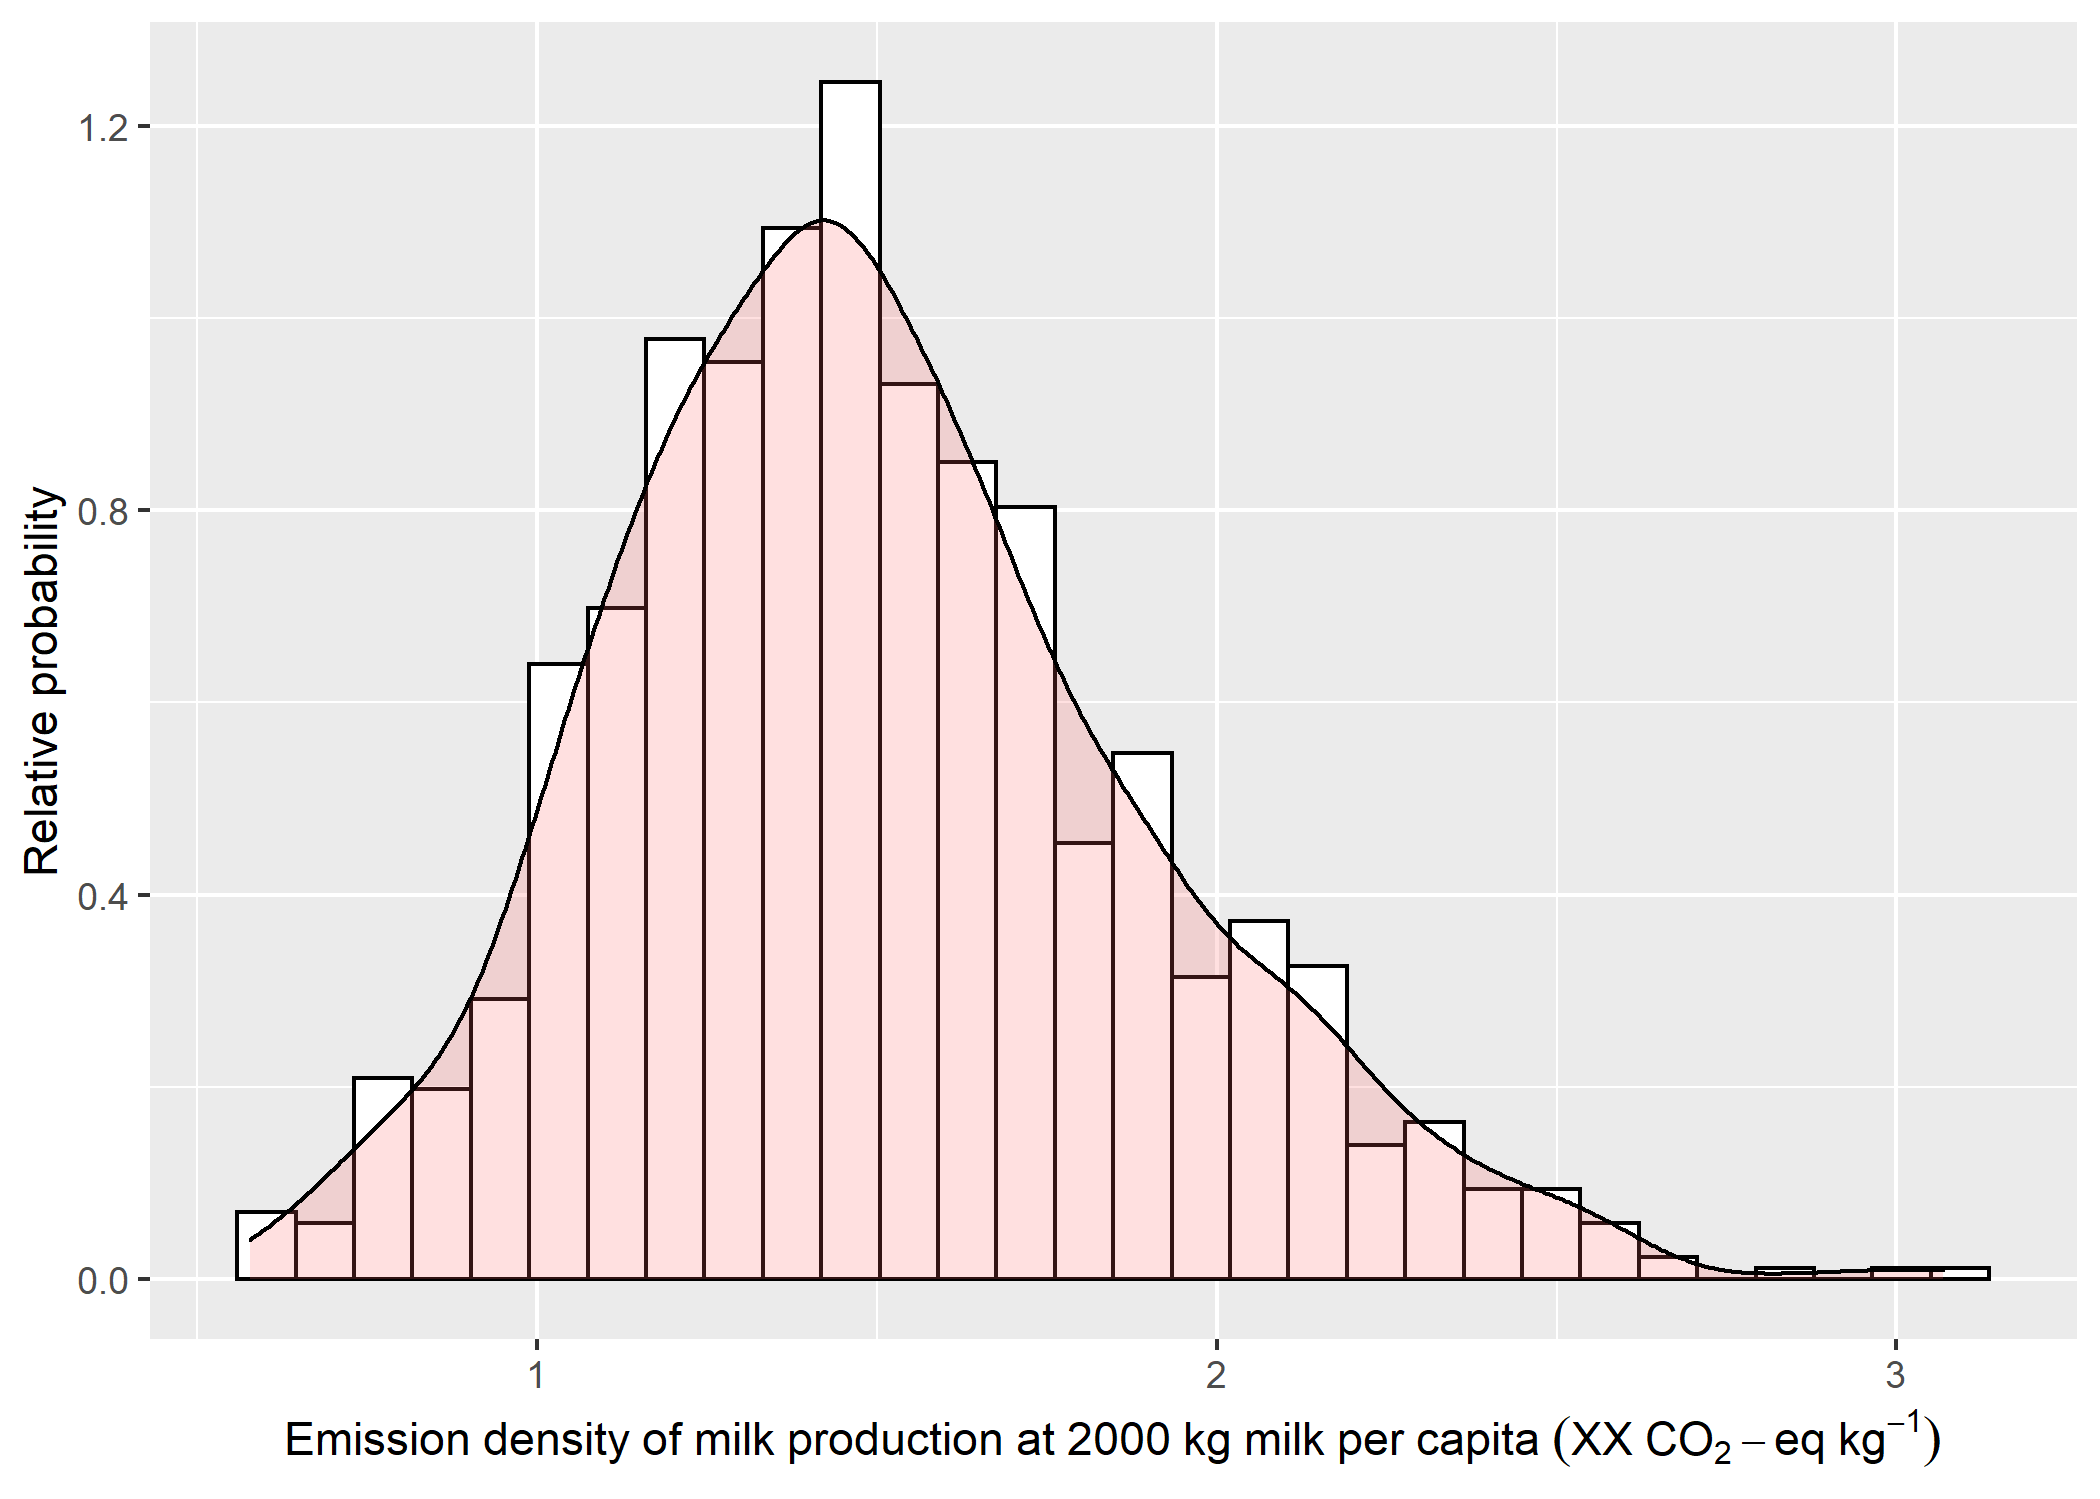 Relative probability
1.2
0.8
0.4
0.0
1 2 3
Emission density of milk production at 2000 kg milk per capita (XX CO₂ − eq kg⁻¹)